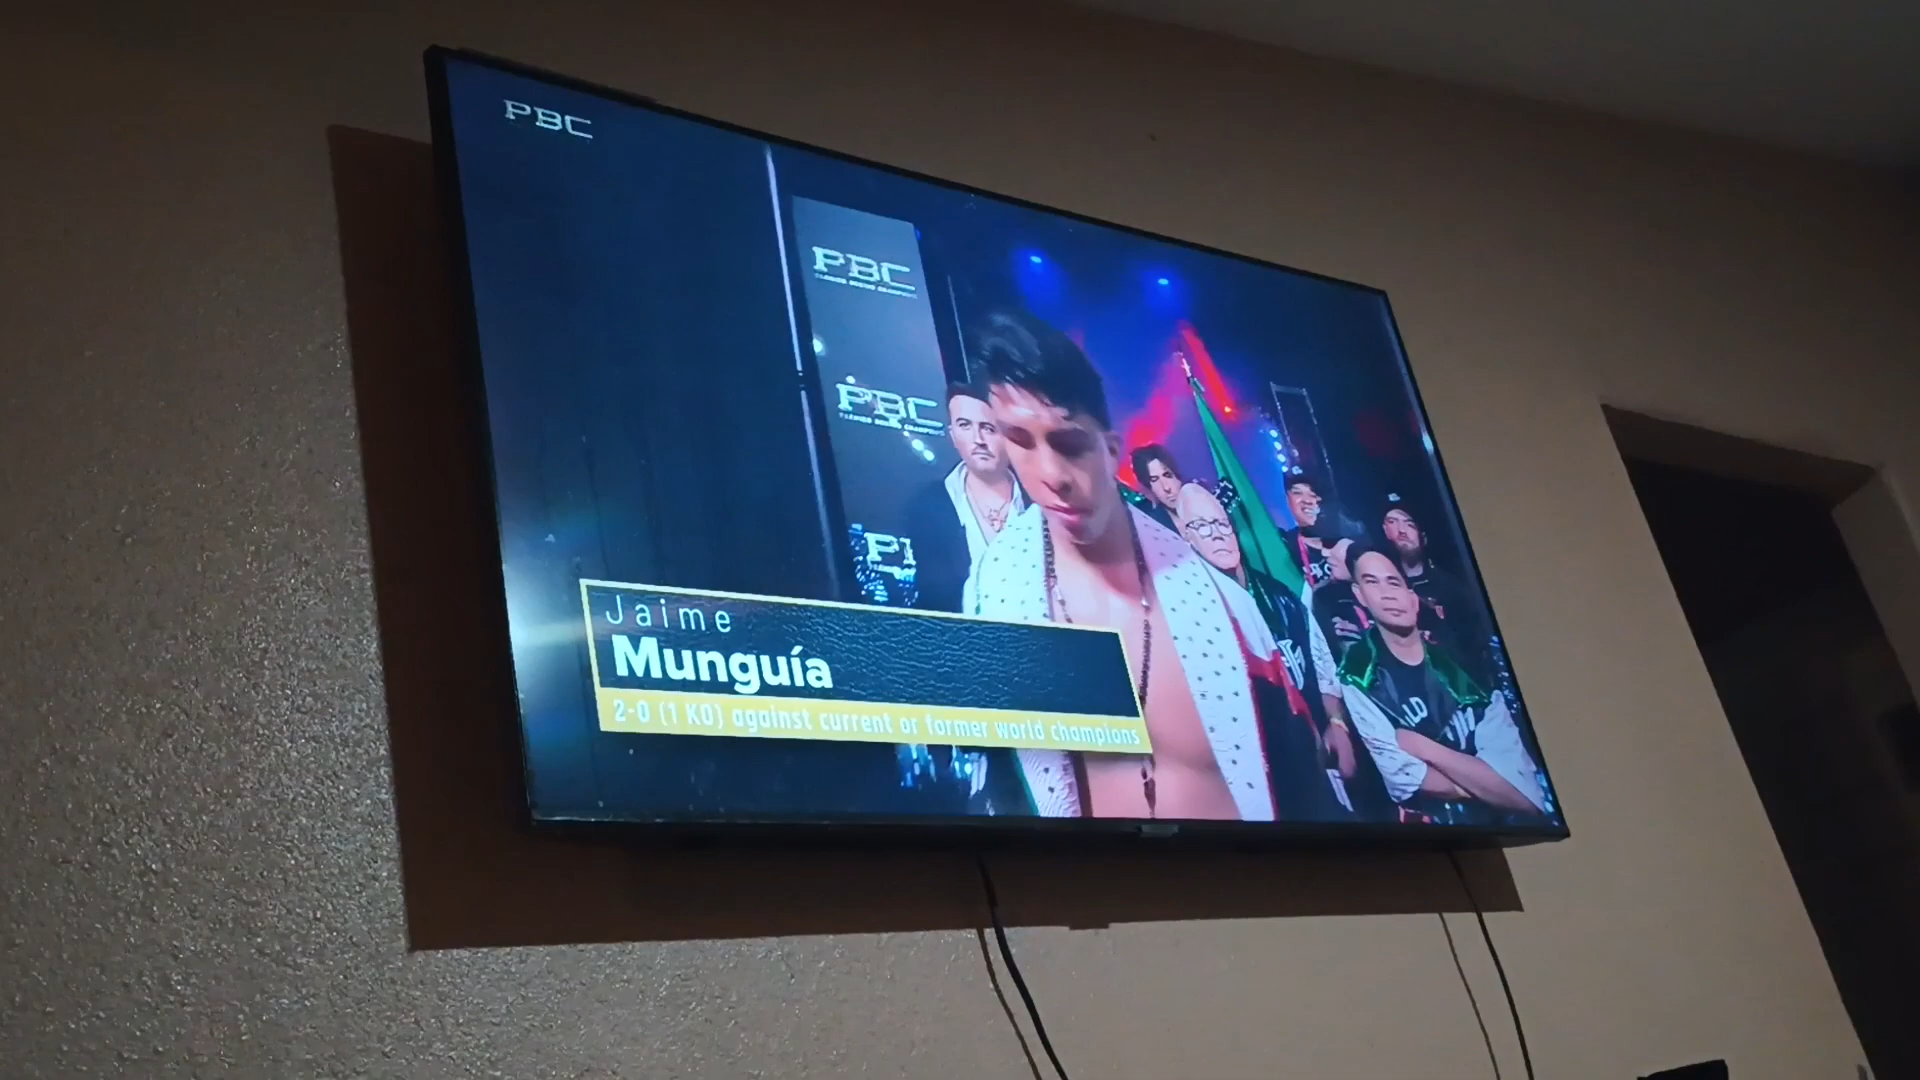 PBC
PBC
PBC
Jaime
Munguía
2-0 (1 KO) against current or former world champions